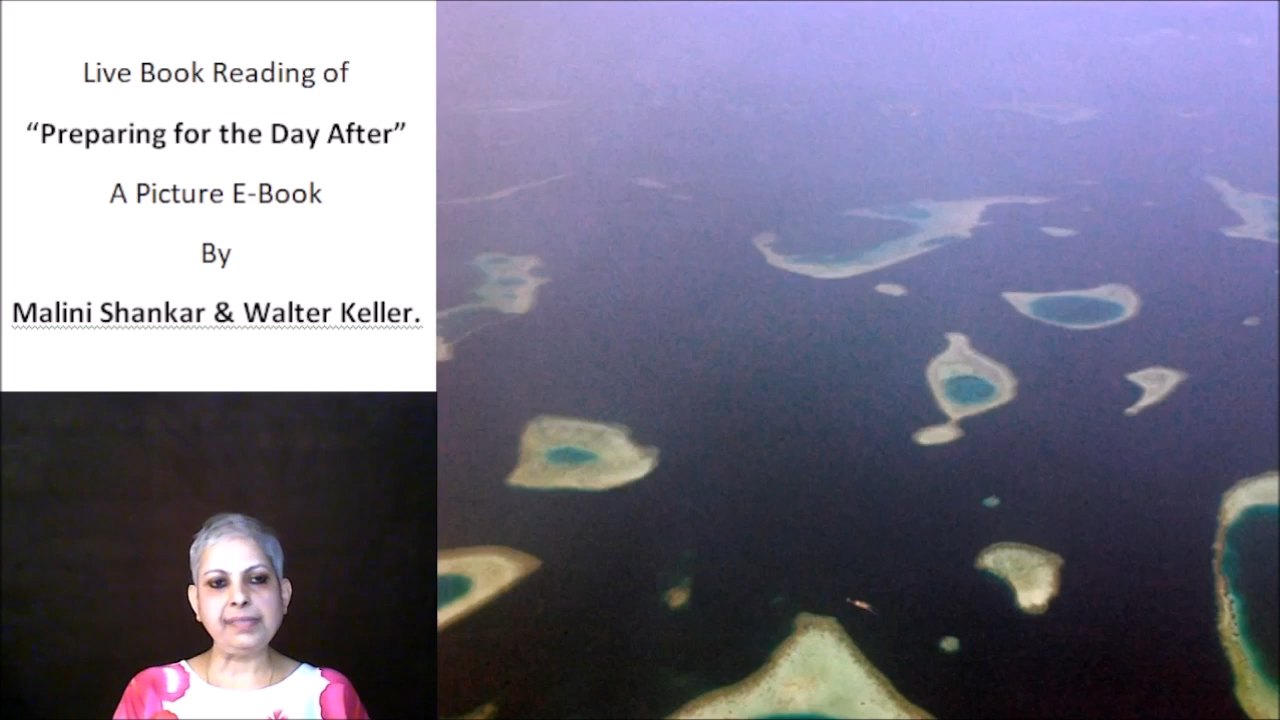 Live Book Reading of
“Preparing for the Day After”
A Picture E-Book
By
Malini Shankar & Walter Keller.